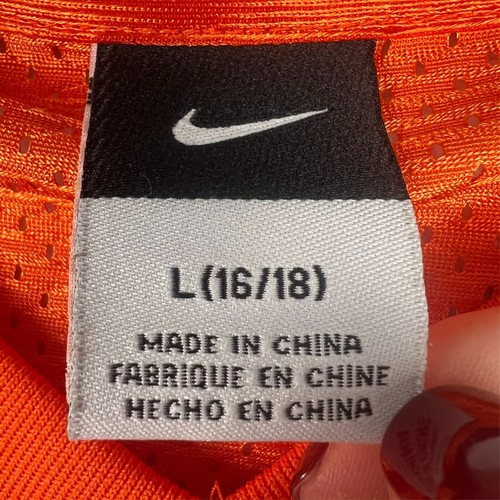 L (16/18)
MADE IN CHINA
FABRIQUE EN CHINE
HECHO EN CHINA